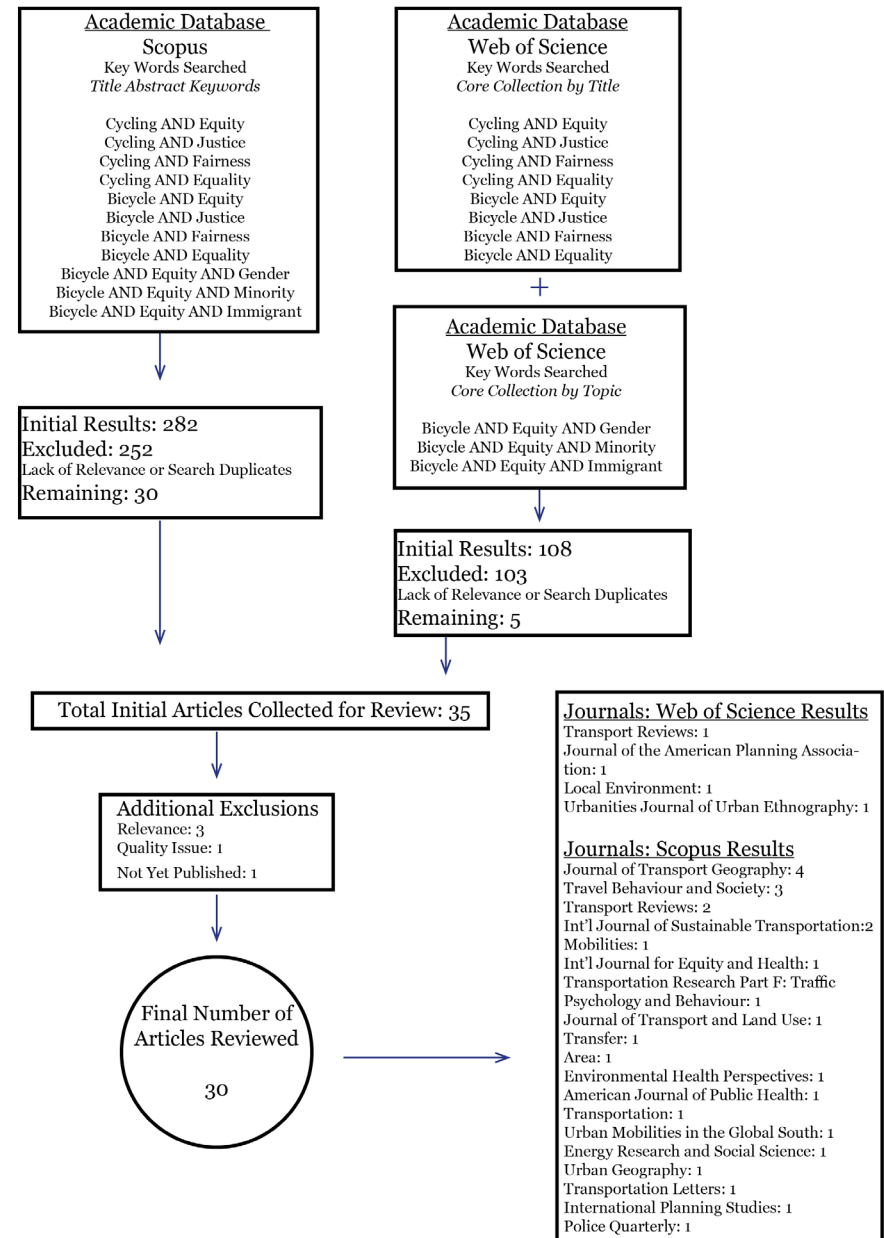 Academic Database
Scopus
Key Words Searched
Title Abstract Keywords
Cycling AND Equity
Cycling AND Justice
Cycling AND Fairness
Cycling AND Equality
Bicycle AND Equity
Bicycle AND Justice
Bicycle AND Fairness
Bicycle AND Equality
Bicycle AND Equity AND Gender
Bicycle AND Equity AND Minority
Bicycle AND Equity AND Immigrant
Academic Database
Web of Science
Key Words Searched
Core Collection by Title
Cycling AND Equity
Cycling AND Justice
Cycling AND Fairness
Cycling AND Equality
Bicycle AND Equity
Bicycle AND Justice
Bicycle AND Fairness
Bicycle AND Equality
+
Academic Database
Web of Science
Key Words Searched
Core Collection by Topic
Bicycle AND Equity AND Gender
Bicycle AND Equity AND Minority
Bicycle AND Equity AND Immigrant
Initial Results: 282
Excluded: 252
Lack of Relevance or Search Duplicates
Remaining: 30
Initial Results: 108
Excluded: 103
Lack of Relevance or Search Duplicates
Remaining: 5
Total Initial Articles Collected for Review: 35
Additional Exclusions
Relevance: 3
Quality Issue: 1
Not Yet Published: 1
Final Number of
Articles Reviewed
30
Journals: Web of Science Results
Transport Reviews: 1
Journal of the American Planning Associa-
tion: 1
Local Environment: 1
Urbanities Journal of Urban Ethnography: 1
Journals: Scopus Results
Journal of Transport Geography: 4
Travel Behaviour and Society: 3
Transport Reviews: 2
Int'l Journal of Sustainable Transportation:2
Mobilities: 1
Int'l Journal for Equity and Health: 1
Transportation Research Part F: Traffic
Psychology and Behaviour: 1
Journal of Transport and Land Use: 1
Transfer: 1
Area: 1
Environmental Health Perspectives: 1
American Journal of Public Health: 1
Transportation: 1
Urban Mobilities in the Global South: 1
Energy Research and Social Science: 1
Urban Geography: 1
Transportation Letters: 1
International Planning Studies: 1
Police Quarterly: 1